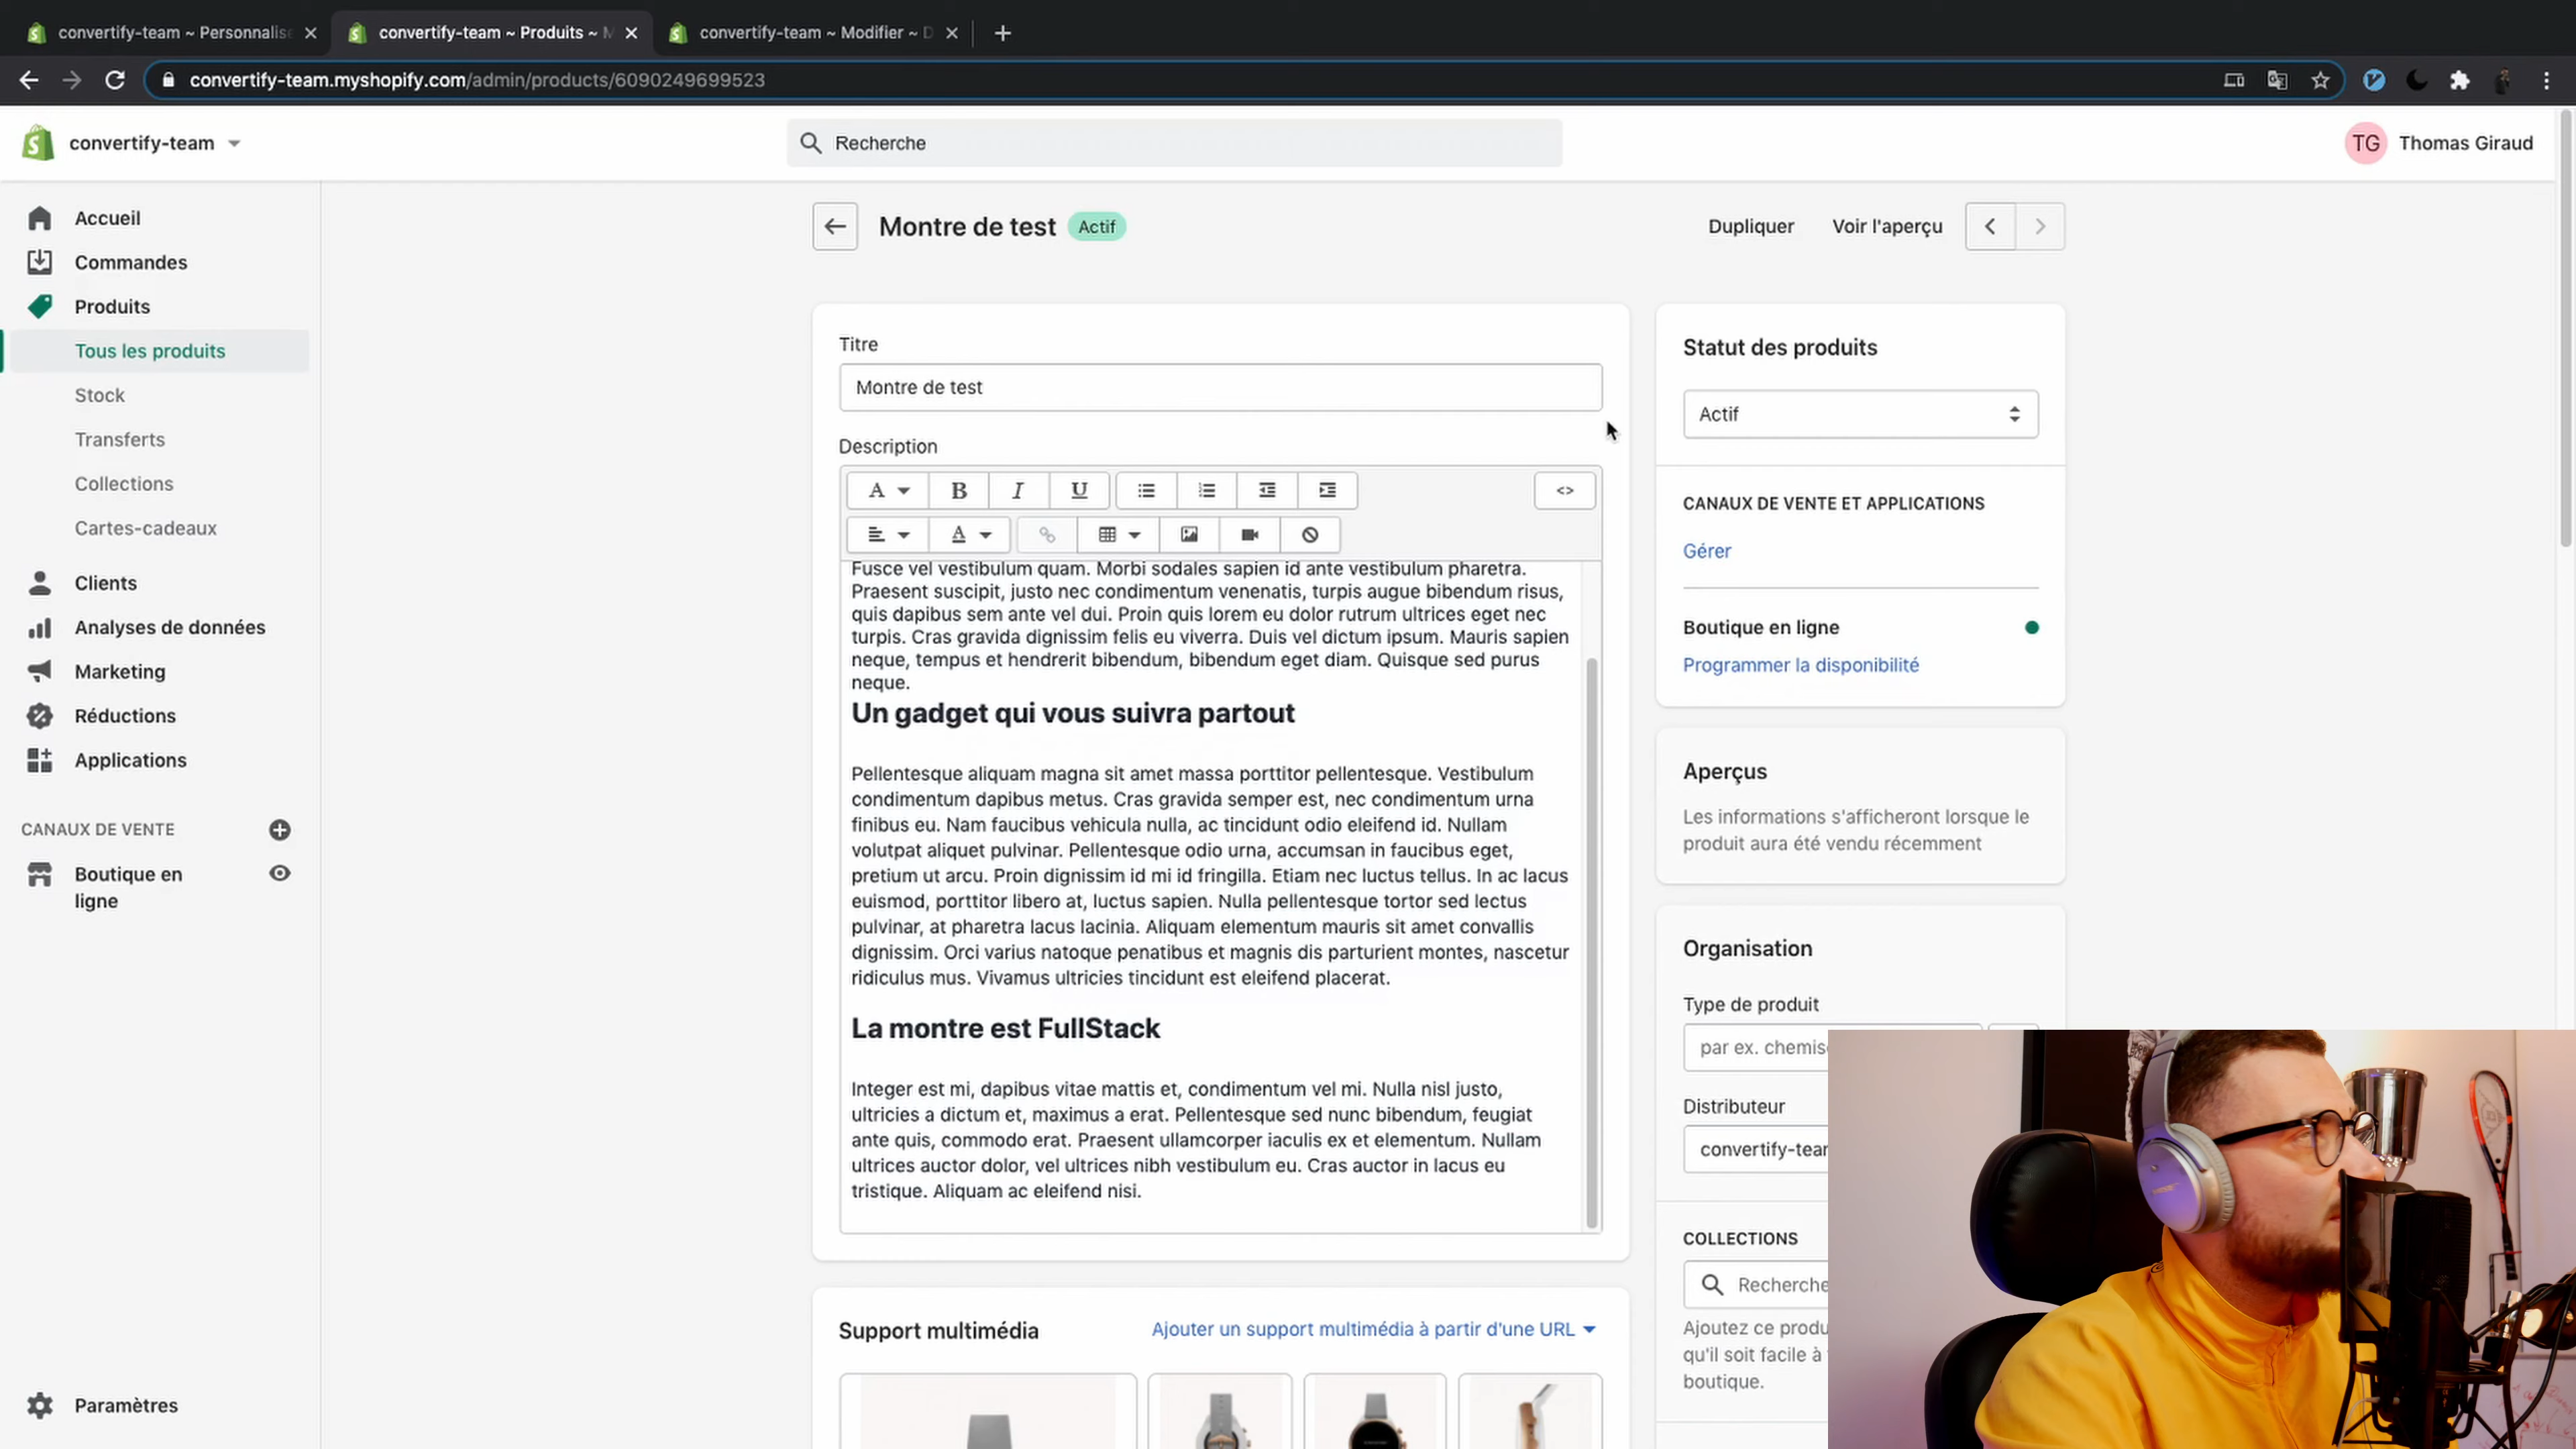 convertify-team ~ Personnalise
convertify-team ~ Produits ~ M
convertify-team ~ Modifier ~ D
convertify-team.myshopify.com/admin/products/6090249699523
convertify-team
Recherche
TG
Thomas Giraud
Accueil
Commandes
Produits
Tous les produits
Stock
Transferts
Collections
Cartes-cadeaux
Clients
Analyses de données
Marketing
Réductions
Applications
CANAUX DE VENTE
Boutique en
ligne
Paramètres
Montre de test
Actif
Dupliquer
Voir l'aperçu
Titre
Montre de test
Description
A
B
I
U
<>
A
Fusce vel vestibulum quam. Morbi sodales sapien id ante vestibulum pharetra.
Praesent suscipit, justo nec condimentum venenatis, turpis augue bibendum risus,
quis dapibus sem ante vel dui. Proin quis lorem eu dolor rutrum ultrices eget nec
turpis. Cras gravida dignissim felis eu viverra. Duis vel dictum ipsum. Mauris sapien
neque, tempus et hendrerit bibendum, bibendum eget diam. Quisque sed purus
neque.
Un gadget qui vous suivra partout
Pellentesque aliquam magna sit amet massa porttitor pellentesque. Vestibulum
condimentum dapibus metus. Cras gravida semper est, nec condimentum urna
finibus eu. Nam faucibus vehicula nulla, ac tincidunt odio eleifend id. Nullam
volutpat aliquet pulvinar. Pellentesque odio urna, accumsan in faucibus eget,
pretium ut arcu. Proin dignissim id mi id fringilla. Etiam nec luctus tellus. In ac lacus
euismod, porttitor libero at, luctus sapien. Nulla pellentesque tortor sed lectus
pulvinar, at pharetra lacus lacinia. Aliquam elementum mauris sit amet convallis
dignissim. Orci varius natoque penatibus et magnis dis parturient montes, nascetur
ridiculus mus. Vivamus ultricies tincidunt est eleifend placerat.
La montre est FullStack
Integer est mi, dapibus vitae mattis et, condimentum vel mi. Nulla nisl justo,
ultricies a dictum et, maximus a erat. Pellentesque sed nunc bibendum, feugiat
ante quis, commodo erat. Praesent ullamcorper iaculis ex et elementum. Nullam
ultrices auctor dolor, vel ultrices nibh vestibulum eu. Cras auctor in lacus eu
tristique. Aliquam ac eleifend nisi.
Support multimédia
Ajouter un support multimédia à partir d'une URL
Statut des produits
Actif
CANAUX DE VENTE ET APPLICATIONS
Gérer
Boutique en ligne
Programmer la disponibilité
Aperçus
Les informations s'afficheront lorsque le
produit aura été vendu récemment
Organisation
Type de produit
par ex. chemis
Distributeur
convertify-tear
COLLECTIONS
Recherche
Ajoutez ce produ
qu'il soit facile à
boutique.